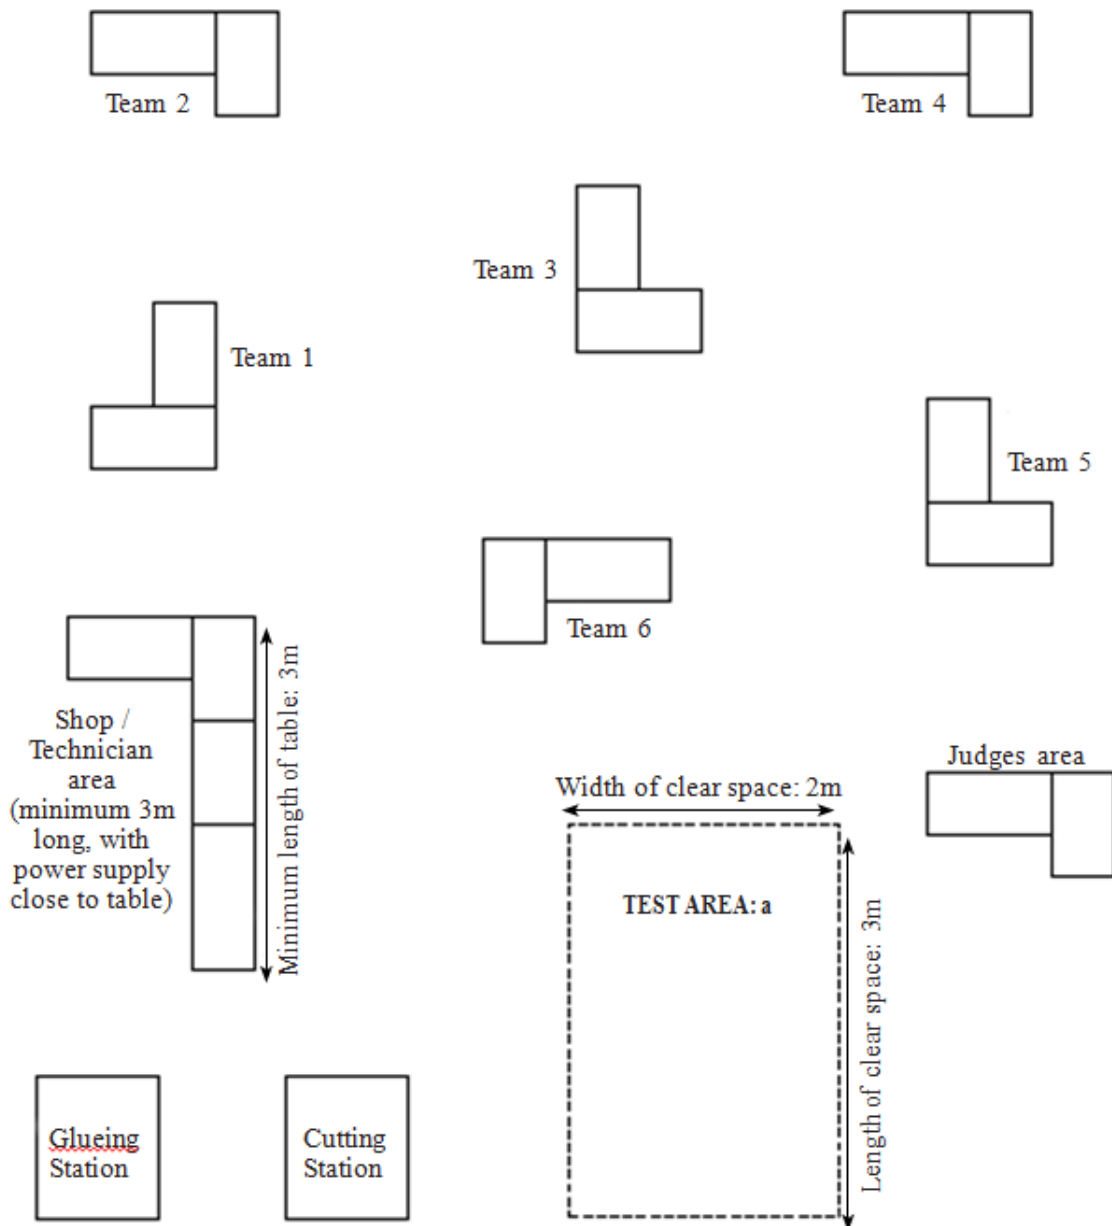 Team 2
Team 4
Team 3
Team 1
Team 5
Team 6
Shop /
Technician
area
(minimum 3m
long, with
power supply
close to table)
Minimum length of table: 3m
Judges area
Width of clear space: 2m
TEST AREA: a
Length of clear space: 3m
Glueing
Station
Cutting
Station